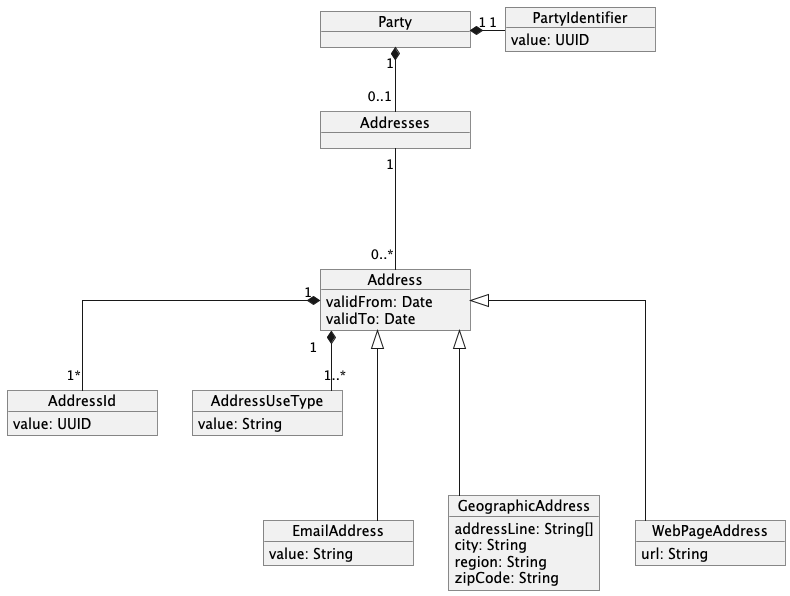 Party
1 1
PartyIdentifier
value: UUID
1
0..1
Addresses
1
0..*
Address
validFrom: Date
validTo: Date
1
1
1*
1..*
AddressId
value: UUID
AddressUseType
value: String
EmailAddress
value: String
GeographicAddress
addressLine: String[]
city: String
region: String
zipCode: String
WebPageAddress
url: String